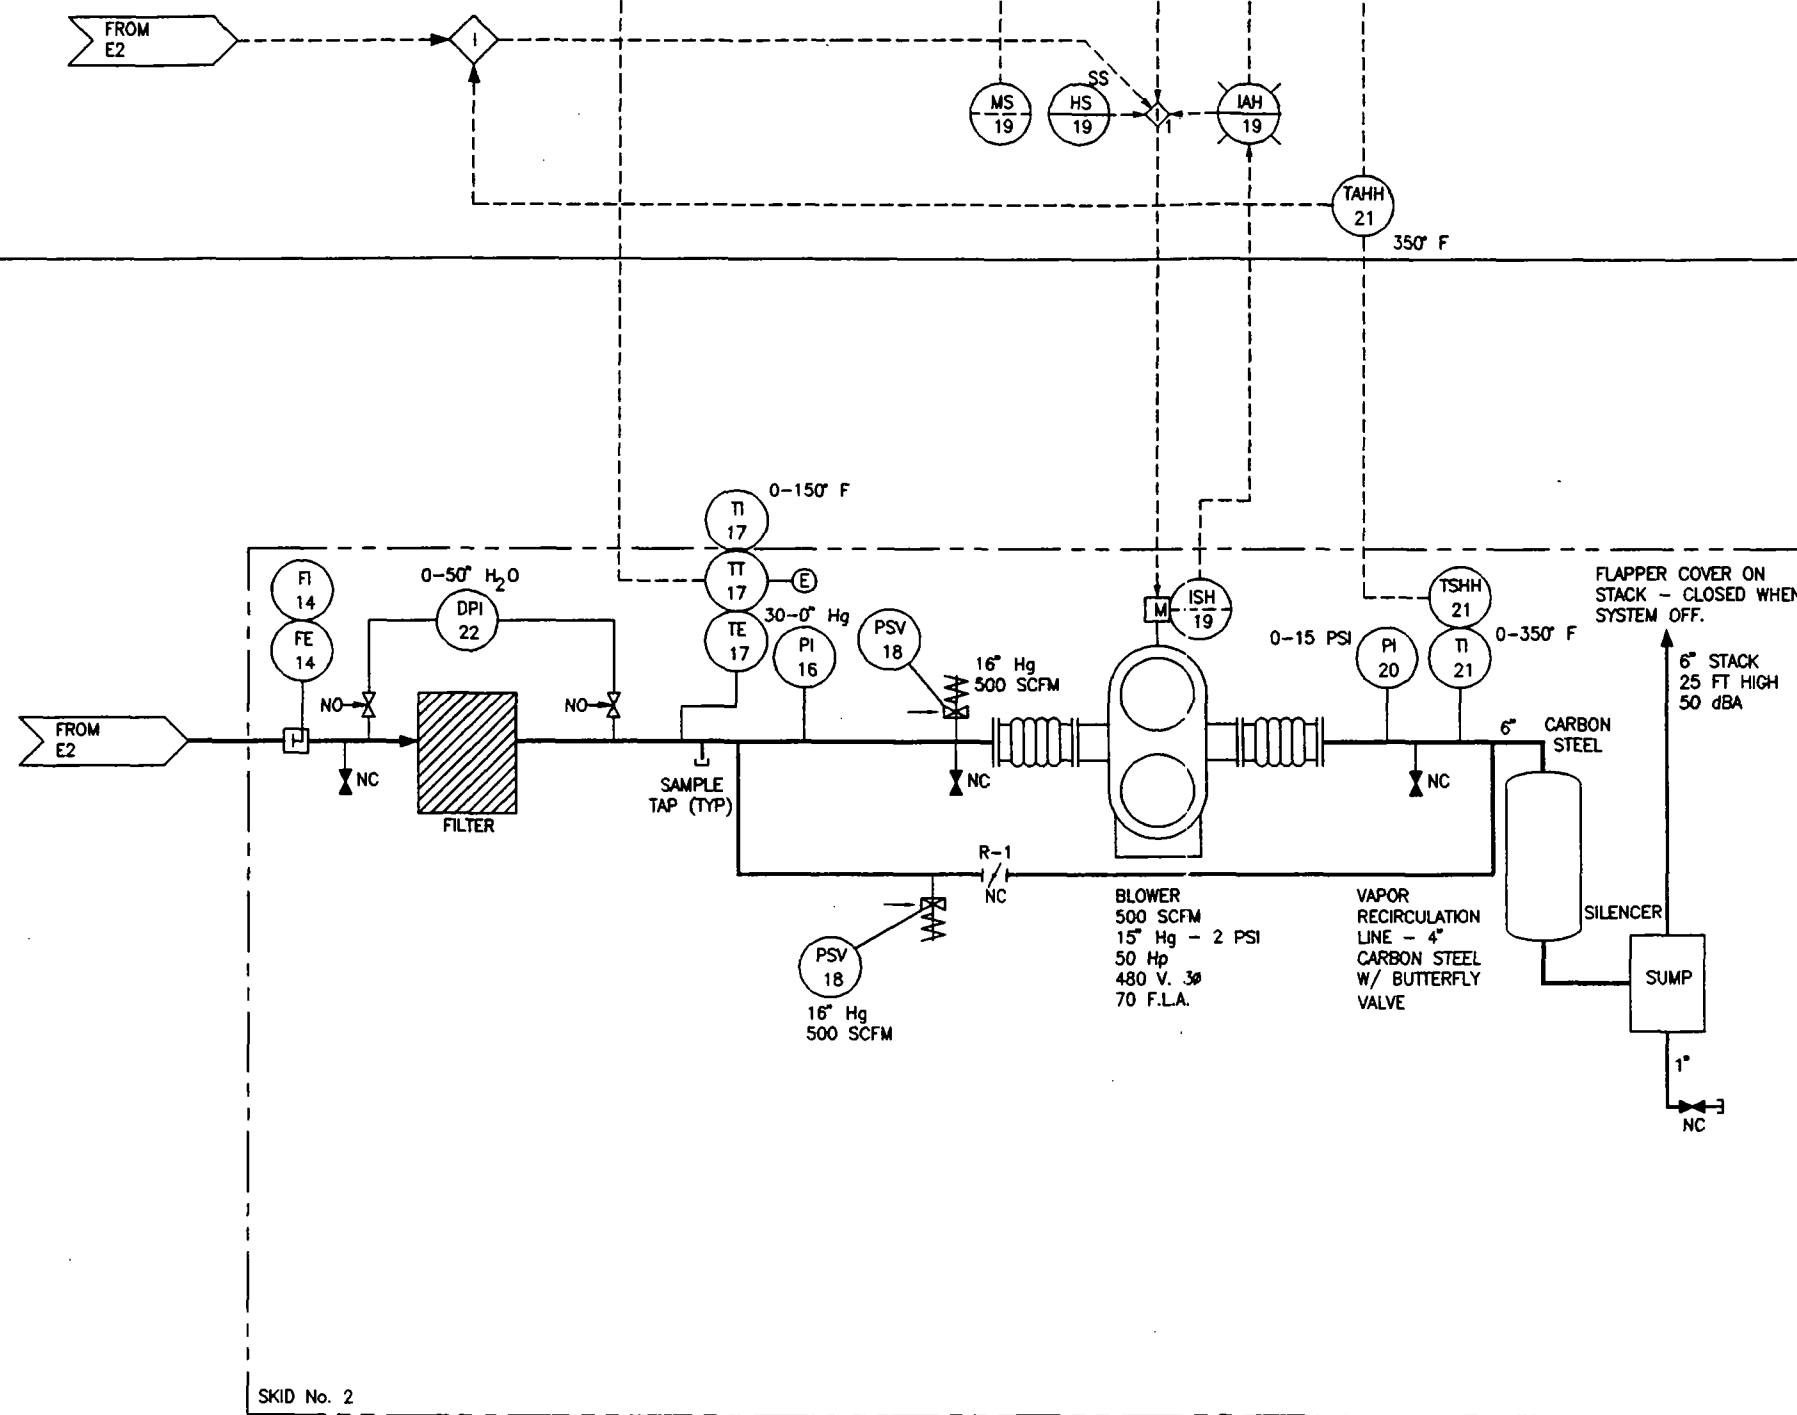 FROM
E2
I
MS
19
HS
19
SS
I
1
IAH
19
TAHH
21
350° F
TI
17
0-150° F
TT
17
E
TE
17
FI
14
FE
14
0-50" H2O
DPI
22
30-0" Hg
PI
16
PSV
18
16" Hg
500 SCFM
M
ISH
19
0-15 PSI
PI
20
TSHH
21
TI
21
0-350° F
FLAPPER COVER ON
STACK - CLOSED WHEN
SYSTEM OFF.
6" STACK
25 FT HIGH
50 dBA
NO
NO
FROM
E2
NC
FILTER
SAMPLE
TAP (TYP)
NC
NC
6"
CARBON
STEEL
R-1
NC
PSV
18
16" Hg
500 SCFM
BLOWER
500 SCFM
15" Hg - 2 PSI
50 Hp
480 V. 3ø
70 F.L.A.
VAPOR
RECIRCULATION
LINE - 4"
CARBON STEEL
W/ BUTTERFLY
VALVE
SILENCER
SUMP
1"
NC
SKID No. 2